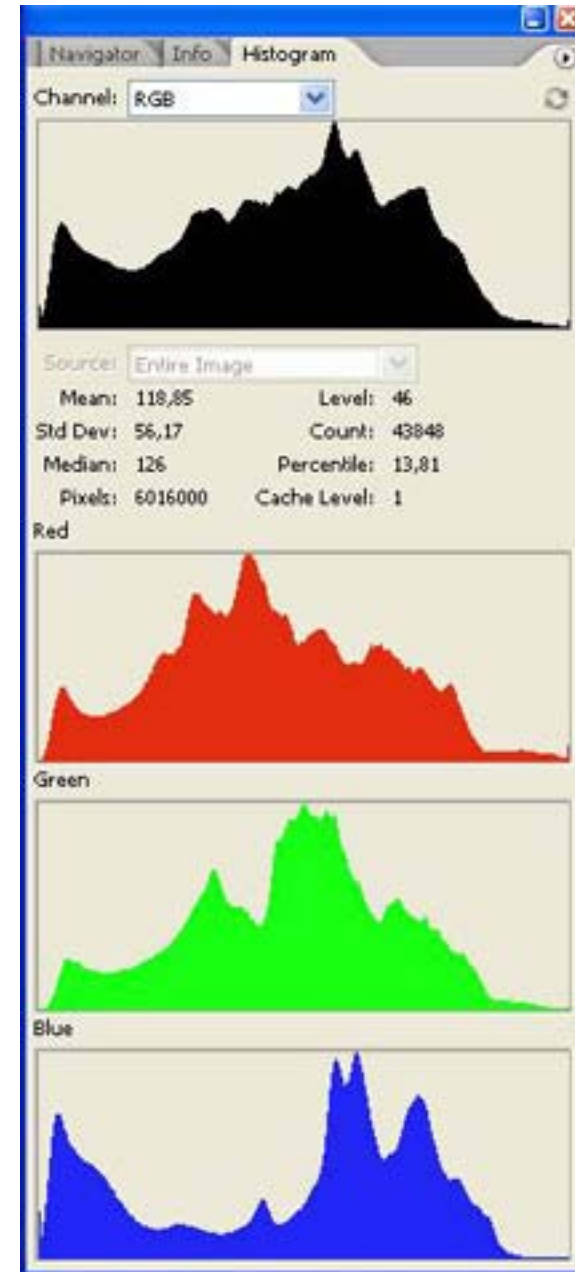 Navigator Info Histogram
Channel: RGB
Source: Entire Image
Mean: 118,85 Level: 46
Std Dev: 56,17 Count: 43848
Median: 126 Percentile: 13,81
Pixels: 6016000 Cache Level: 1
Red
Green
Blue